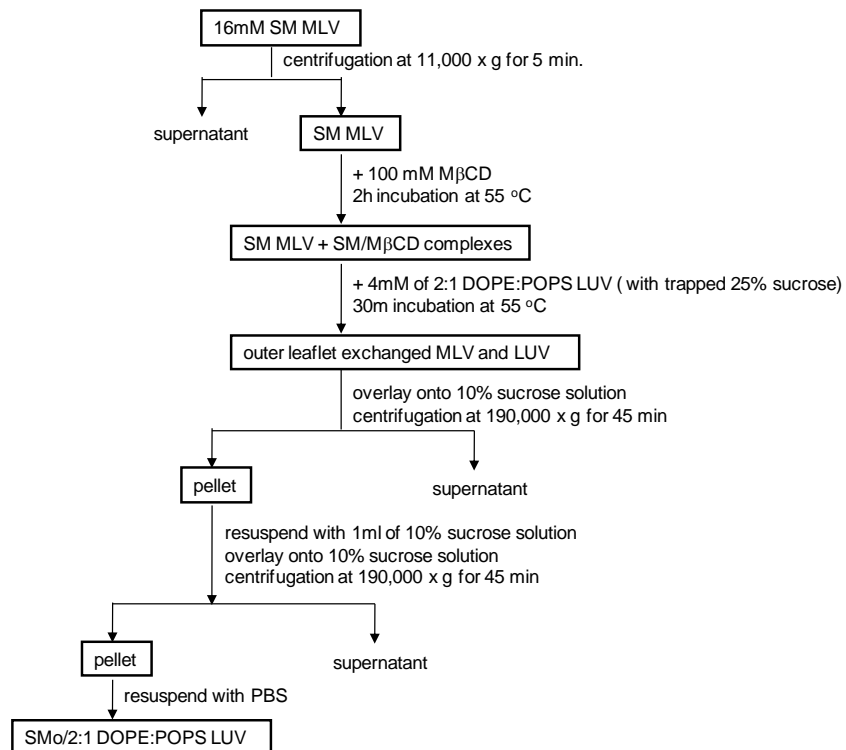 16mM SM MLV
centrifugation at 11,000 x g for 5 min.
supernatant
SM MLV
+ 100 mM MβCD
2h incubation at 55 °C
SM MLV + SM/MβCD complexes
+ 4mM of 2:1 DOPE:POPS LUV ( with trapped 25% sucrose)
30m incubation at 55 °C
outer leaflet exchanged MLV and LUV
overlay onto 10% sucrose solution
centrifugation at 190,000 x g for 45 min
pellet
supernatant
resuspend with 1ml of 10% sucrose solution
overlay onto 10% sucrose solution
centrifugation at 190,000 x g for 45 min
pellet
supernatant
resuspend with PBS
SMo/2:1 DOPE:POPS LUV